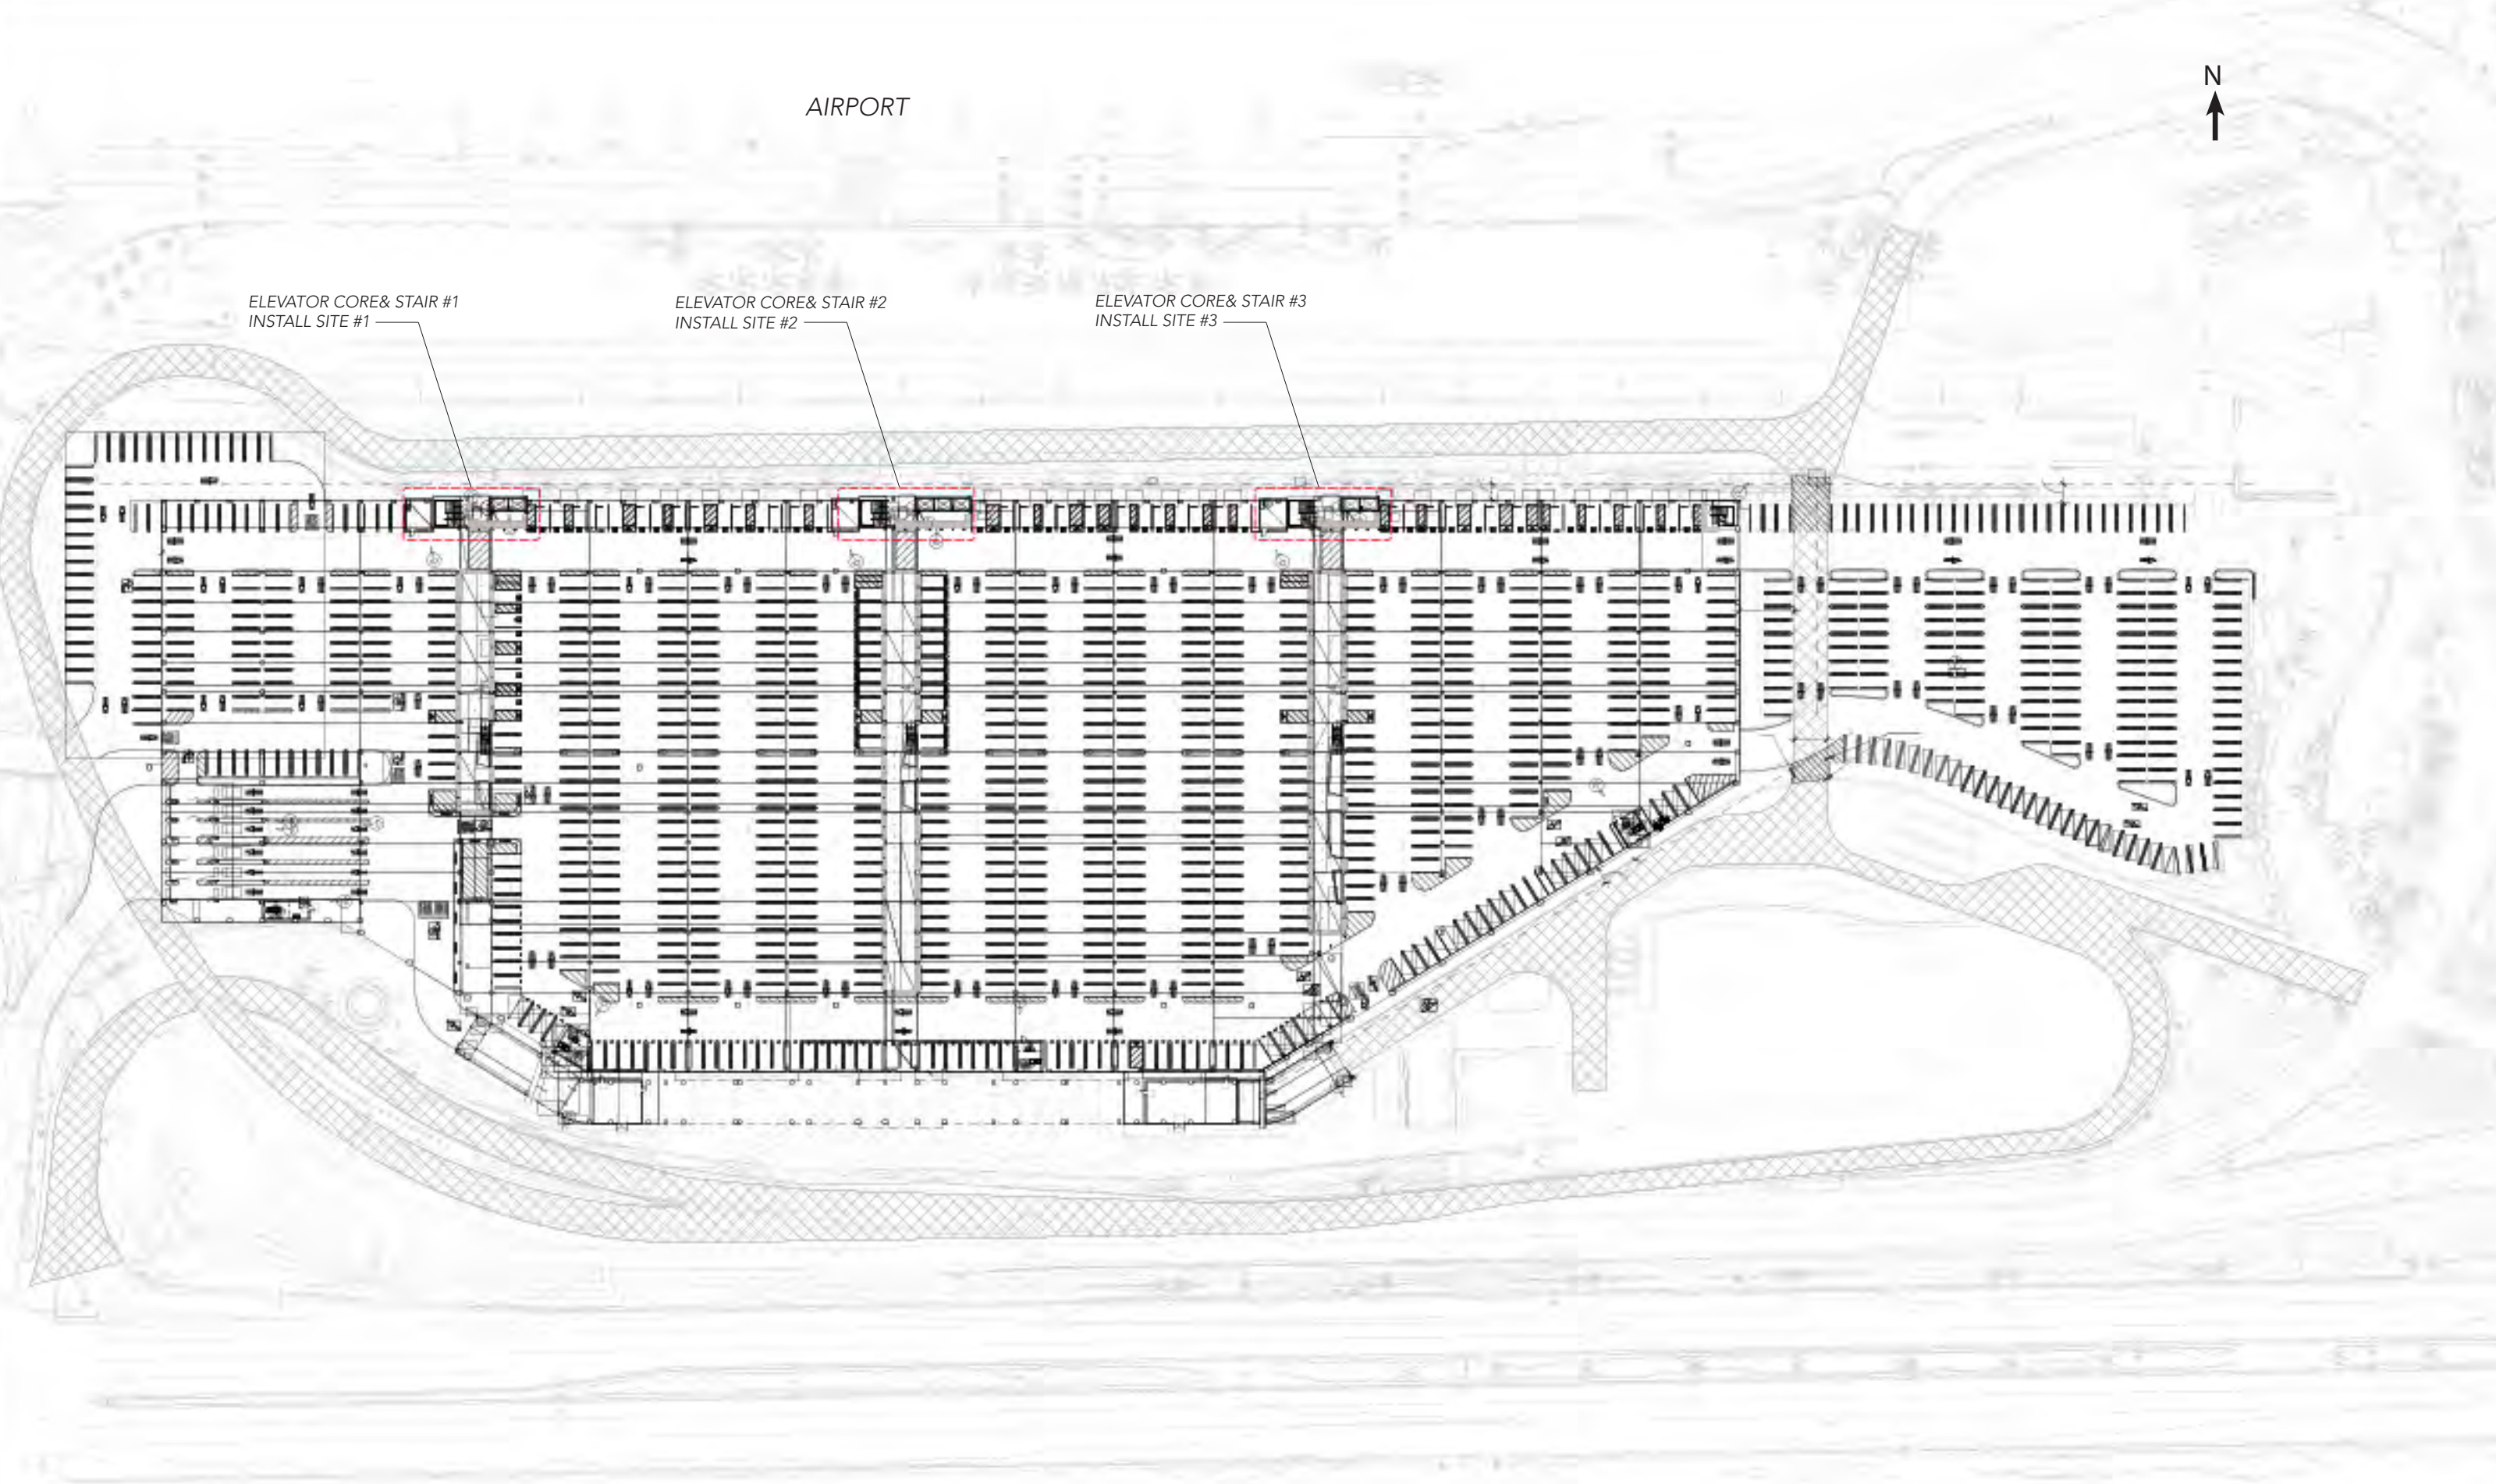 N
AIRPORT
ELEVATOR CORE& STAIR #1
INSTALL SITE #1
ELEVATOR CORE& STAIR #2
INSTALL SITE #2
ELEVATOR CORE& STAIR #3
INSTALL SITE #3